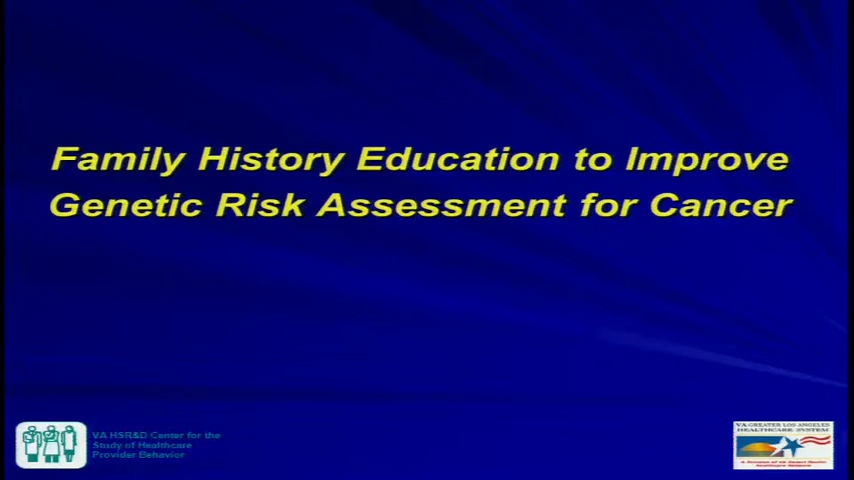 Family History Education to Improve
Genetic Risk Assessment for Cancer
VA HSR&D Center for the
Study of Healthcare
Provider Behavior
VA GREATER LOS ANGELES
HEALTHCARE SYSTEM